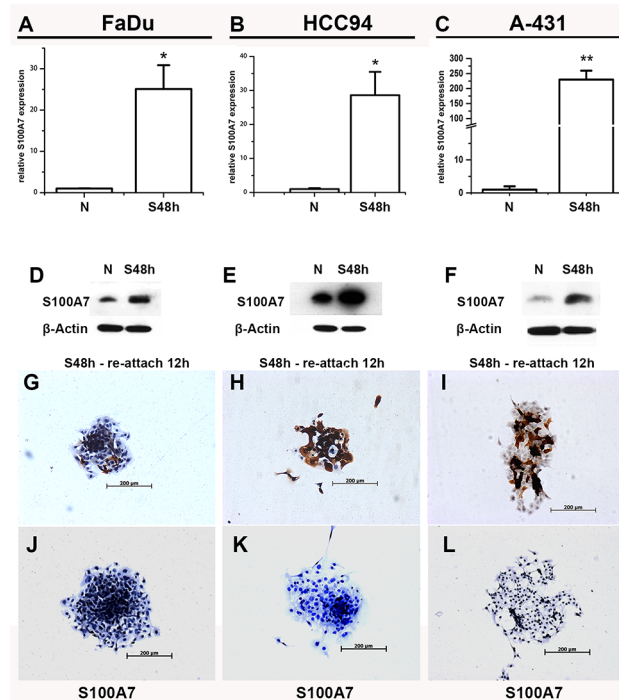 A FaDu B HCC94 C A-431
relative S100A7 expression
30
20
10
0
N S48h
*
relative S100A7 expression
40
30
20
10
0
N S48h
*
relative S100A7 expression
300
250
200
150
100
10
0
N S48h
**
D N S48h
S100A7
β-Actin
E N S48h
S100A7
β-Actin
F N S48h
S100A7
β-Actin
S48h - re-attach 12h S48h - re-attach 12h S48h - re-attach 12h
G 200 μm
H 200 μm
I 200 μm
J 200 μm
K 200 μm
L 200 μm
S100A7 S100A7 S100A7